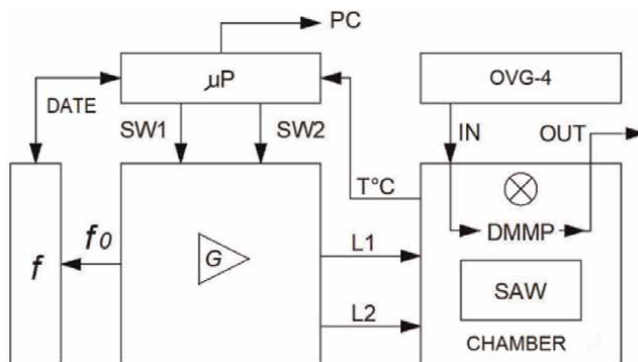 PC
μP
OVG-4
DATE
SW1
SW2
IN
OUT
T°C
f0
G
f
L1
DMMP
L2
SAW
CHAMBER